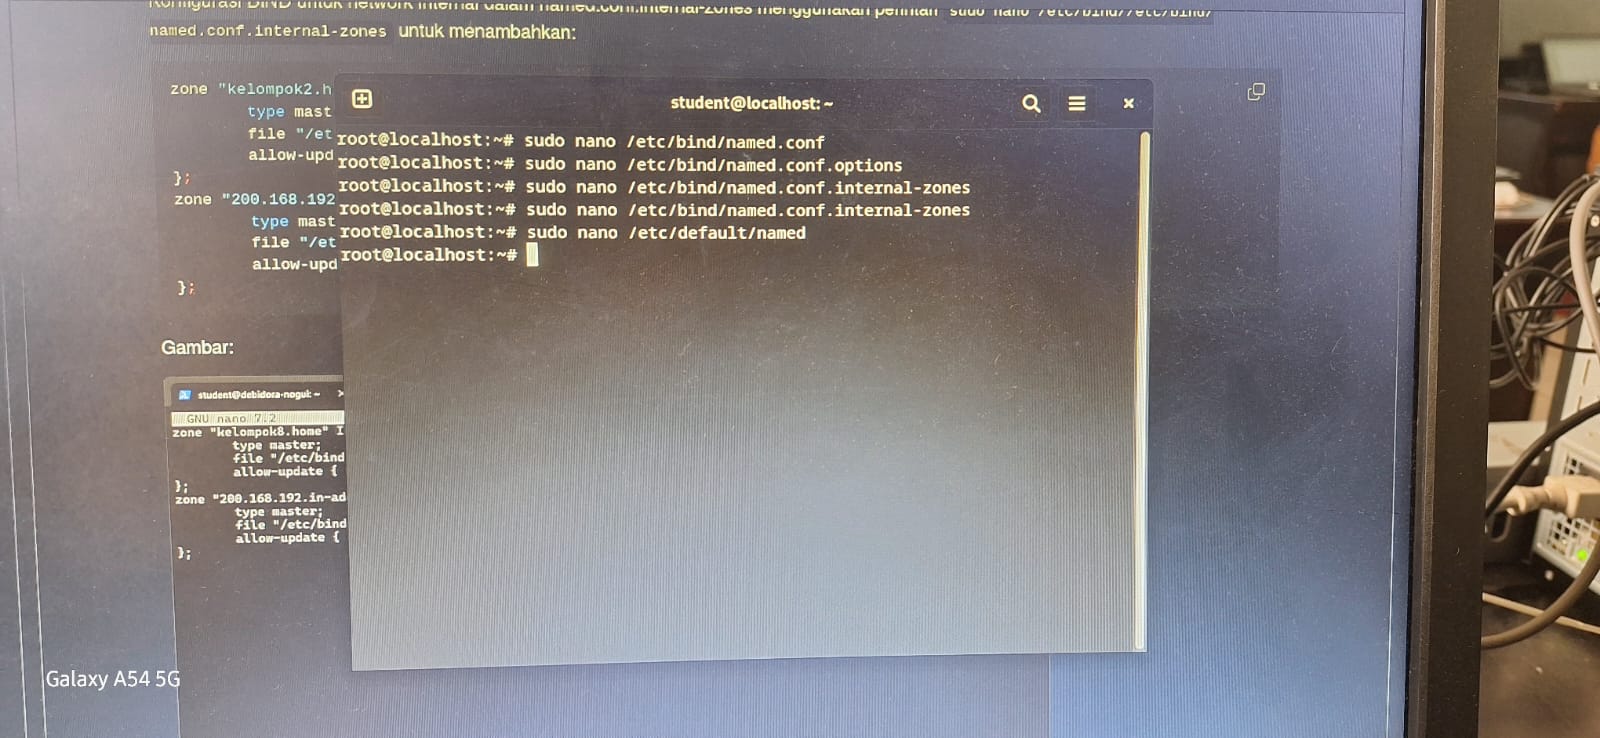 Konfigurasi BIND untuk network internal dalam named.conf.internal-zones menggunakan perintah sudo nano /etc/bind//etc/bind/
named.conf.internal-zones untuk menambahkan:
zone "kelompok2.h
type mast
file "/et
allow-upd
};
zone "200.168.192
type mast
file "/et
allow-upd
};
Gambar:
student@debidora-nogui: ~
GNU nano 7.2
zone "kelompok8.home" I
type master;
file "/etc/bind
allow-update {
};
zone "200.168.192.in-ad
type master;
file "/etc/bind
allow-update {
};
student@localhost: ~
root@localhost:~# sudo nano /etc/bind/named.conf
root@localhost:~# sudo nano /etc/bind/named.conf.options
root@localhost:~# sudo nano /etc/bind/named.conf.internal-zones
root@localhost:~# sudo nano /etc/bind/named.conf.internal-zones
root@localhost:~# sudo nano /etc/default/named
root@localhost:~#
Galaxy A54 5G